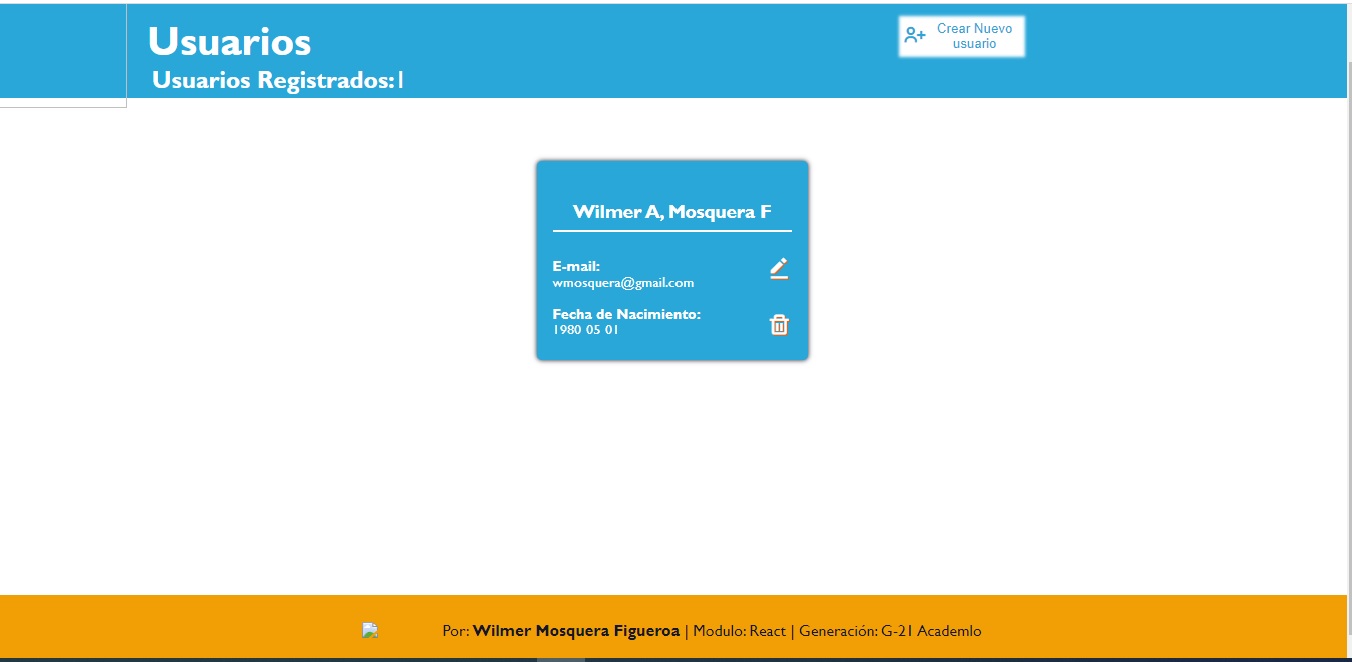 Usuarios
Usuarios Registrados:1
Crear Nuevo
usuario
Wilmer A, Mosquera F
E-mail:
wmosquera@gmail.com
Fecha de Nacimiento:
1980 05 01
Por: Wilmer Mosquera Figueroa | Modulo: React | Generación: G-21 Academlo